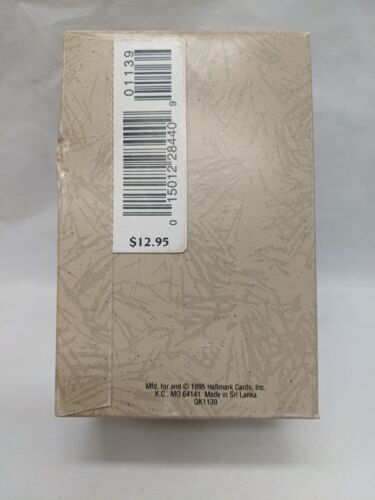 01139
0 15012 28440 9
$12.95
Mfd. for and © 1995 Hallmark Cards, Inc.
K.C., MO 64141 Made in Sri Lanka
QK1139